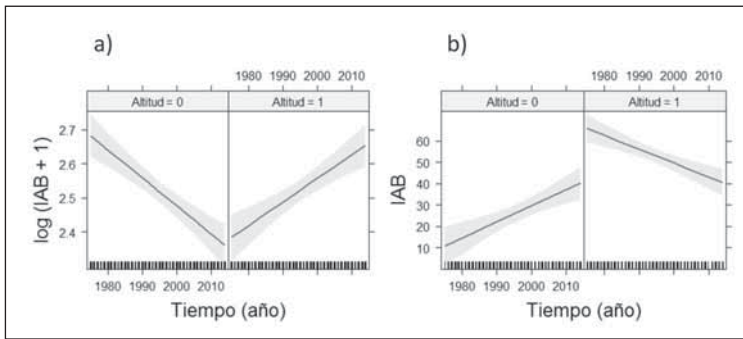 a)
b)
1980 1990 2000 2010
1980 1990 2000 2010
Altitud = 0
Altitud = 1
Altitud = 0
Altitud = 1
2.7
2.6
2.5
2.4
log (IAB + 1)
60
50
40
30
20
10
IAB
1980 1990 2000 2010
1980 1990 2000 2010
Tiempo (año)
Tiempo (año)